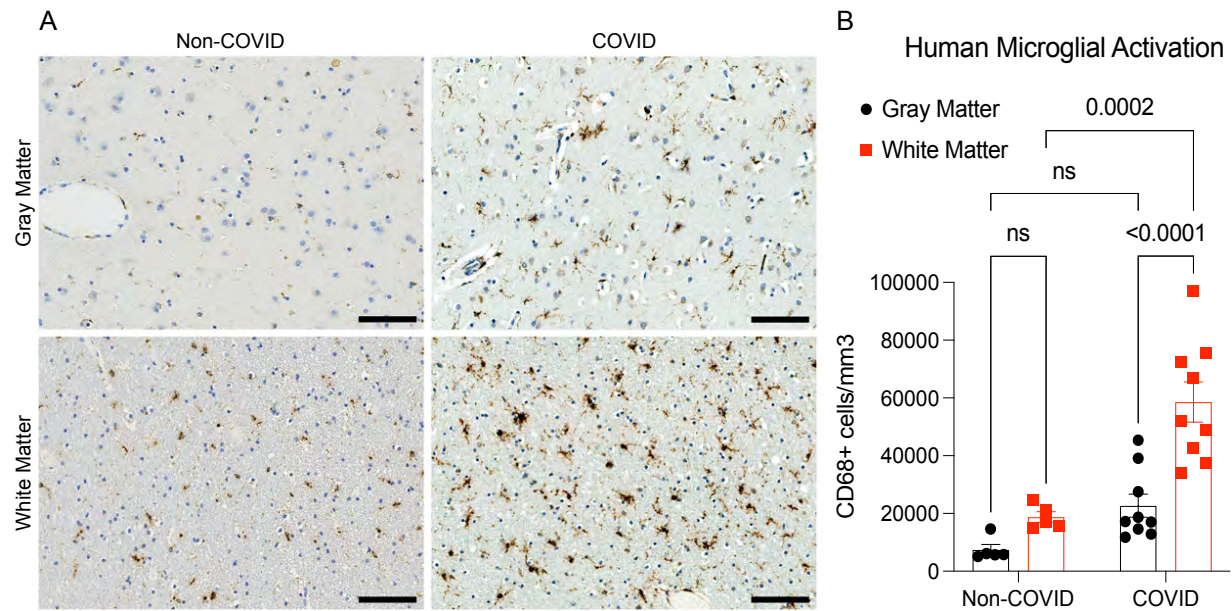 A
Non-COVID
COVID
Gray Matter
White Matter
B
Human Microglial Activation
Gray Matter
White Matter
0.0002
ns
ns
<0.0001
CD68+ cells/mm3
100000
80000
60000
40000
20000
0
Non-COVID
COVID